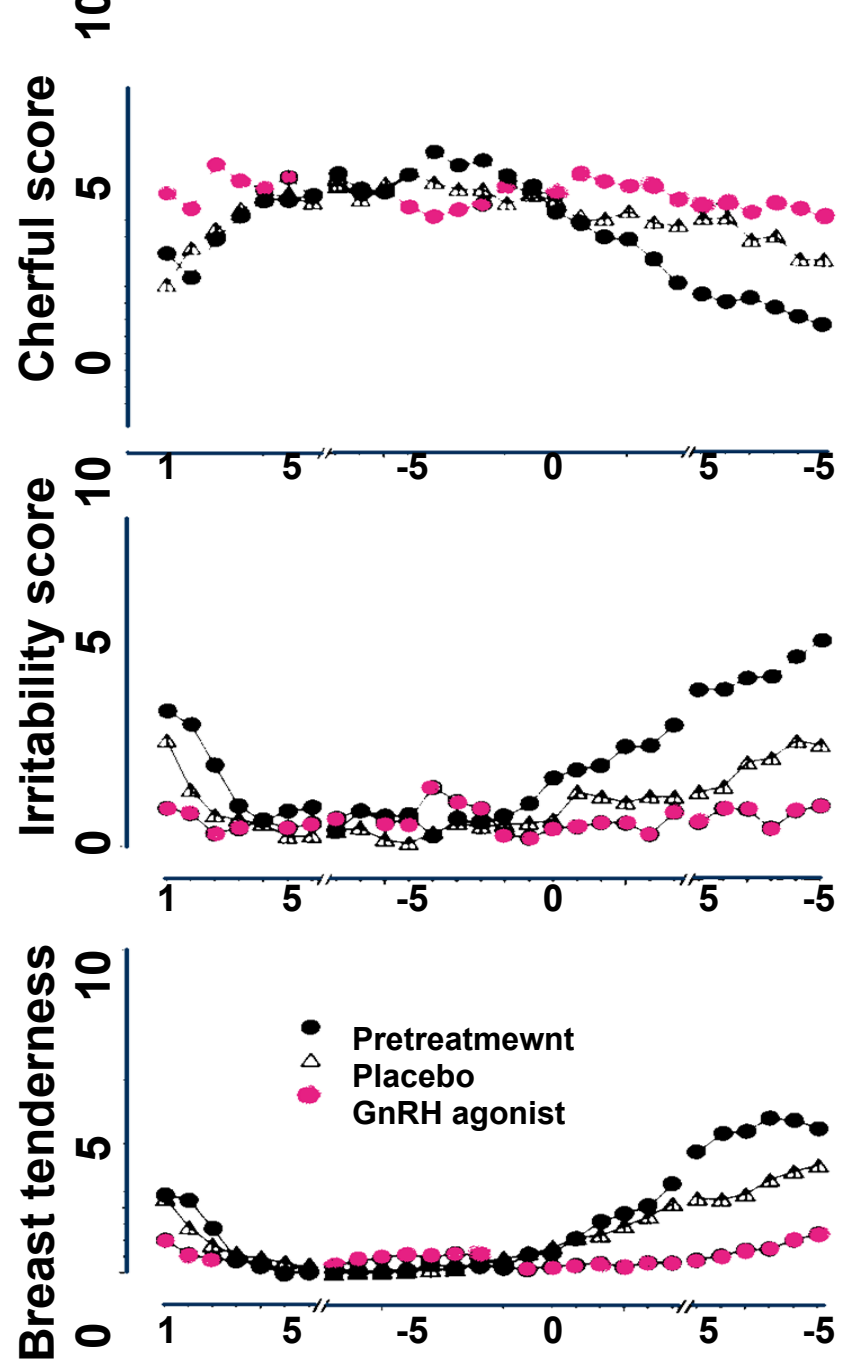 10
Cherful score
5
0
1 5 -5 0 5 -5
10
Irritability score
5
0
1 5 -5 0 5 -5
10
Breast tenderness
5
0
Pretreatmewnt
Placebo
GnRH agonist
1 5 -5 0 5 -5